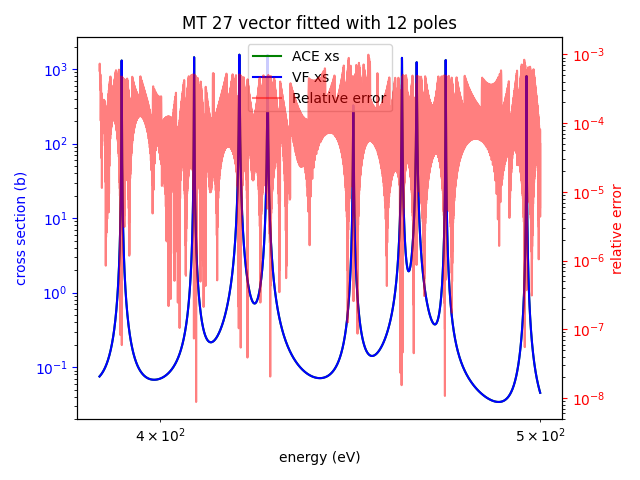 MT 27 vector fitted with 12 poles
ACE xs
VF xs
Relative error
10³
10²
10¹
10⁰
10⁻¹
cross section (b)
10⁻³
10⁻⁴
10⁻⁵
10⁻⁶
10⁻⁷
10⁻⁸
relative error
4 × 10²
5 × 10²
energy (eV)